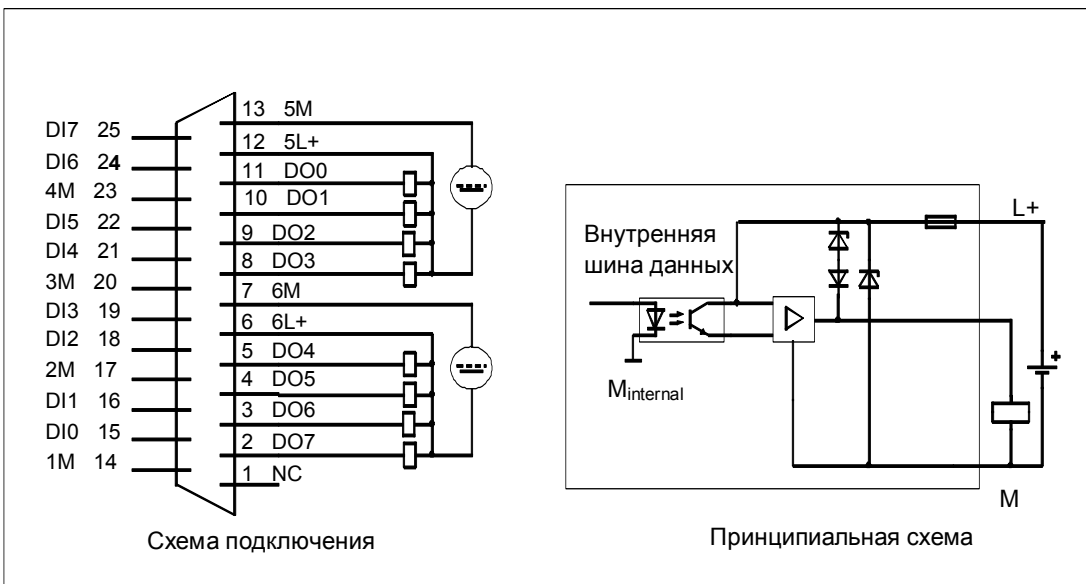 13 5M
DI7 25
12 5L+
DI6 24
11 DO0
4M 23
10 DO1
DI5 22
9 DO2
DI4 21
8 DO3
3M 20
7 6M
DI3 19
6 6L+
DI2 18
5 DO4
2M 17
4 DO5
DI1 16
3 DO6
DI0 15
2 DO7
1M 14
1 NC
Схема подключения
L+
Внутренняя
шина данных
+
Minternal
M
Принципиальная схема